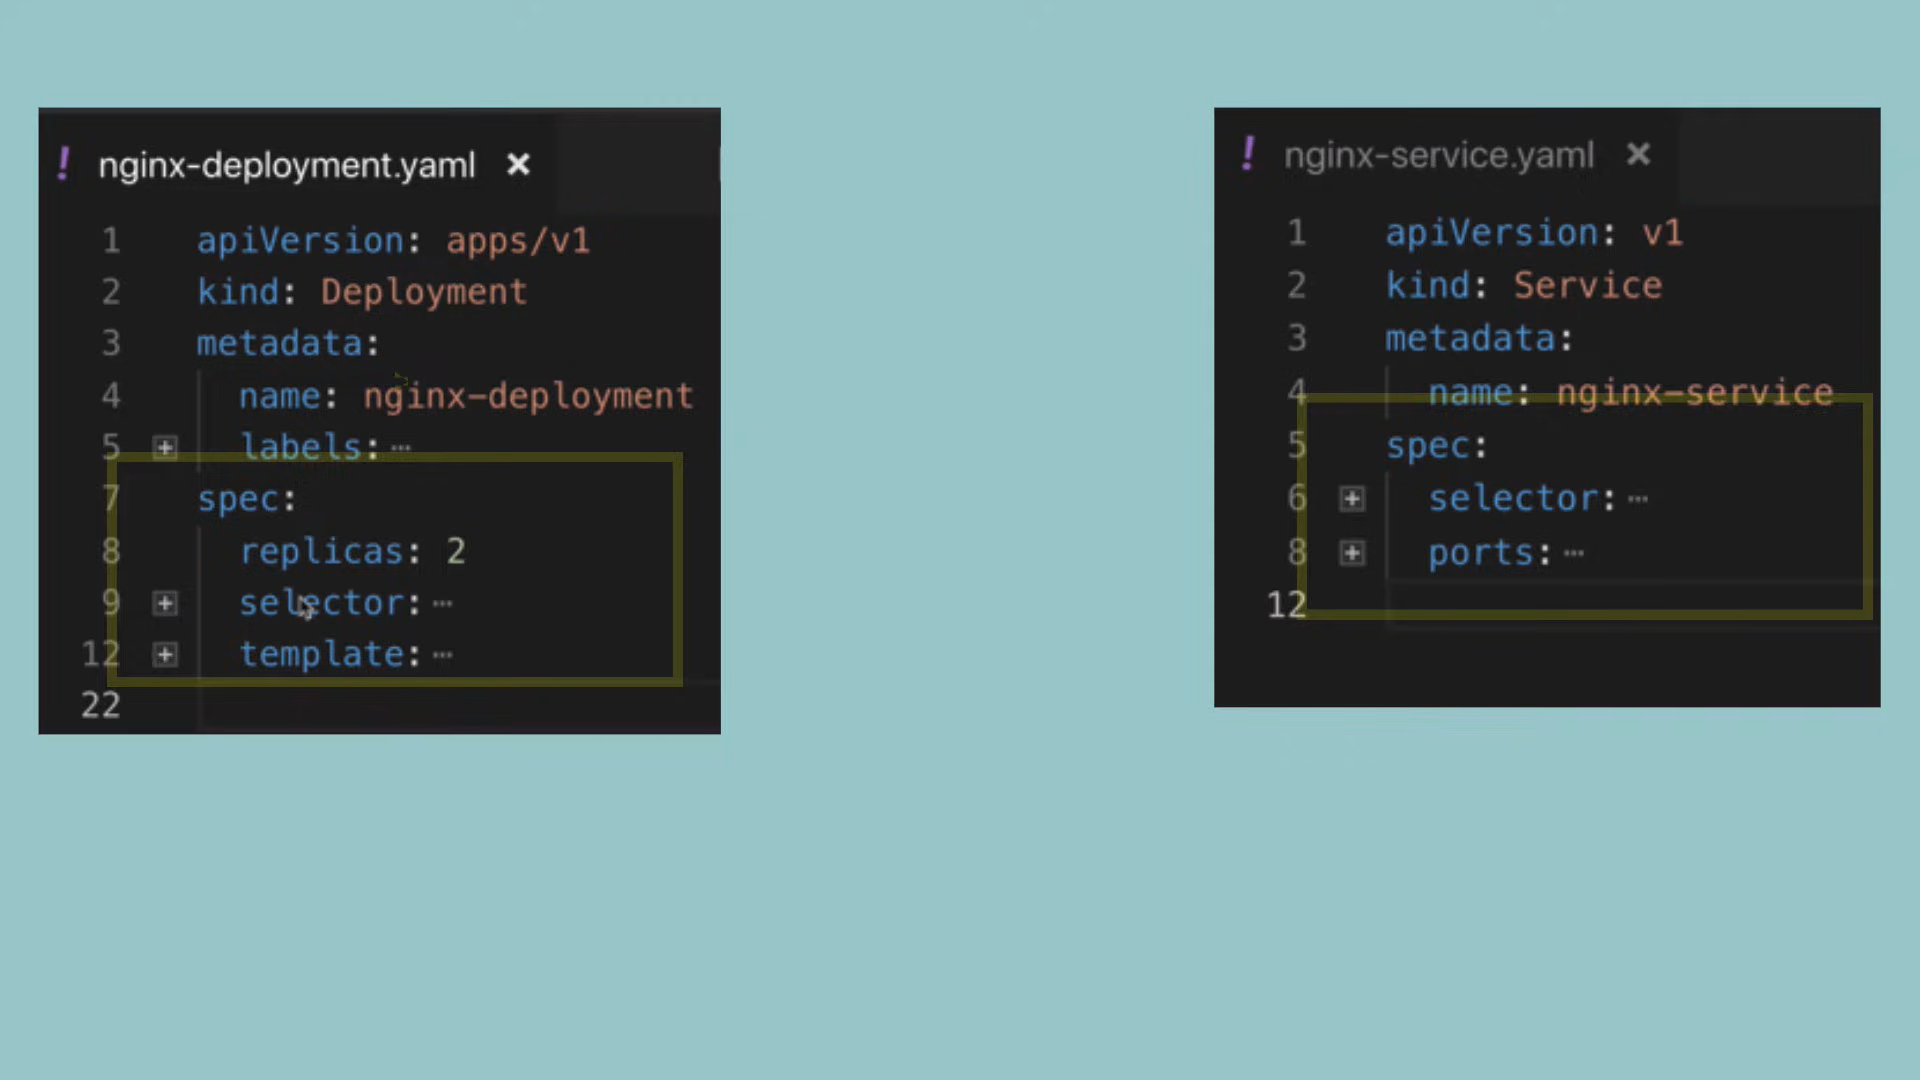 ! nginx-deployment.yaml ×
1 apiVersion: apps/v1
2 kind: Deployment
3 metadata:
4 name: nginx-deployment
5 labels:…
7 spec:
8 replicas: 2
9 selector:…
12 template:…
22
! nginx-service.yaml ×
1 apiVersion: v1
2 kind: Service
3 metadata:
4 name: nginx-service
5 spec:
6 selector:…
8 ports:…
12